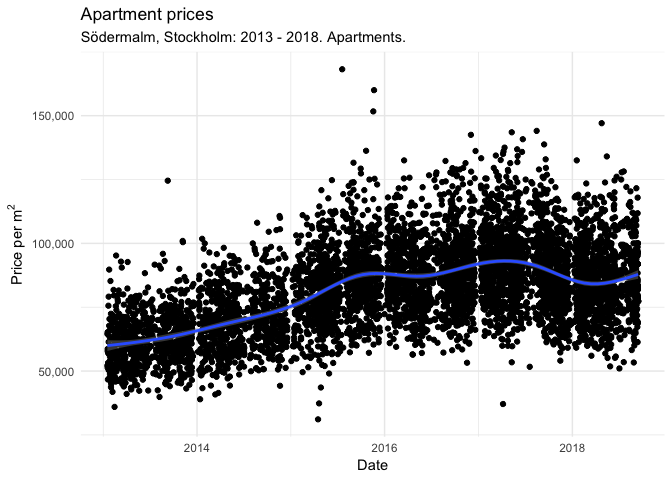 Apartment prices
Södermalm, Stockholm: 2013 - 2018. Apartments.
150,000
100,000
50,000
Price per m²
2014 2016 2018
Date